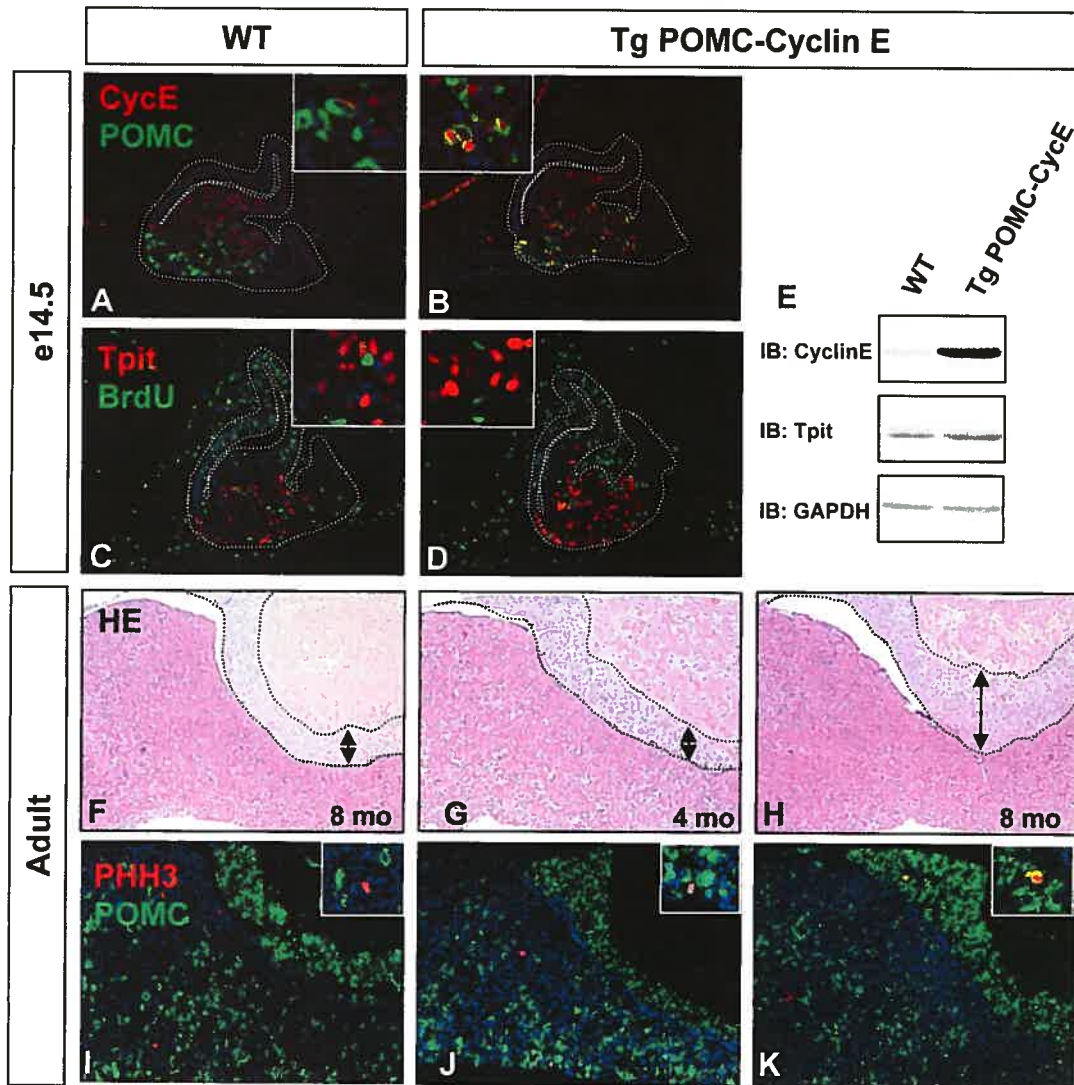 WT
Tg POMC-Cyclin E
e14.5
CycE
POMC
A
B
Tpit
BrdU
C
D
E
WT
Tg POMC-CycE
IB: CyclinE
IB: Tpit
IB: GAPDH
Adult
HE
F
8 mo
G
4 mo
H
8 mo
PHH3
POMC
I
J
K